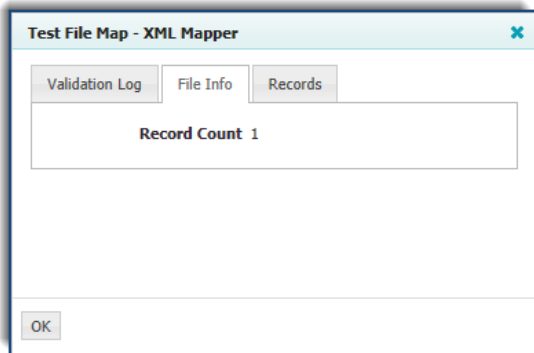 Test File Map - XML Mapper
Validation Log File Info Records
Record Count 1
OK